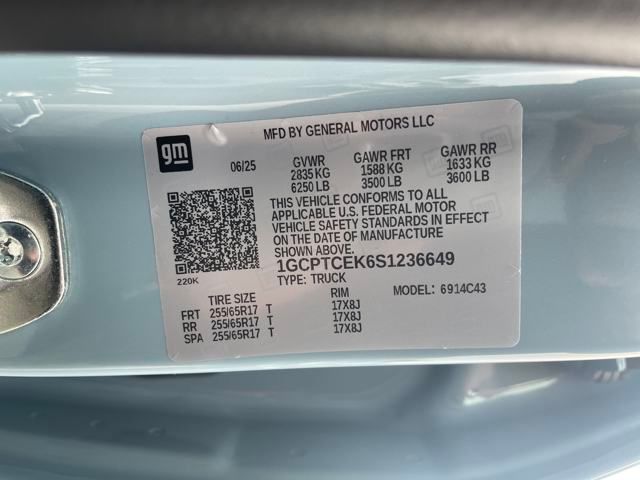 gm
MFD BY GENERAL MOTORS LLC
06/25 GVWR GAWR FRT GAWR RR
2835 KG 1588 KG 1633 KG
6250 LB 3500 LB 3600 LB
THIS VEHICLE CONFORMS TO ALL
APPLICABLE U.S. FEDERAL MOTOR
VEHICLE SAFETY STANDARDS IN EFFECT
ON THE DATE OF MANUFACTURE
SHOWN ABOVE.
220K 1GCPTCEK6S1236649
TYPE: TRUCK MODEL: 6914C43
TIRE SIZE RIM
FRT 255/65R17 T 17X8J
RR 255/65R17 T 17X8J
SPA 255/65R17 T 17X8J